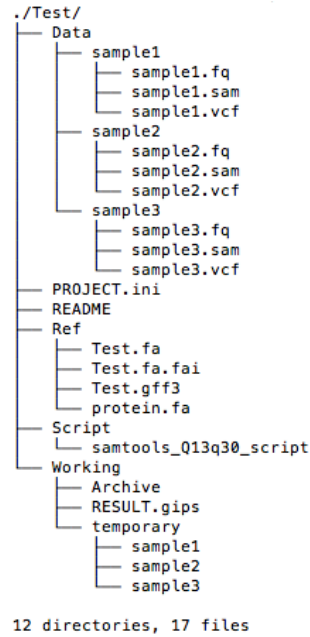 ./Test/
├── Data
│   ├── sample1
│   │   ├── sample1.fq
│   │   ├── sample1.sam
│   │   └── sample1.vcf
│   ├── sample2
│   │   ├── sample2.fq
│   │   ├── sample2.sam
│   │   └── sample2.vcf
│   └── sample3
│       ├── sample3.fq
│       ├── sample3.sam
│       └── sample3.vcf
├── PROJECT.ini
├── README
├── Ref
│   ├── Test.fa
│   ├── Test.fa.fai
│   ├── Test.gff3
│   └── protein.fa
├── Script
│   └── samtools_Q13q30_script
└── Working
    ├── Archive
    ├── RESULT.gips
    └── temporary
        ├── sample1
        ├── sample2
        └── sample3
12 directories, 17 files